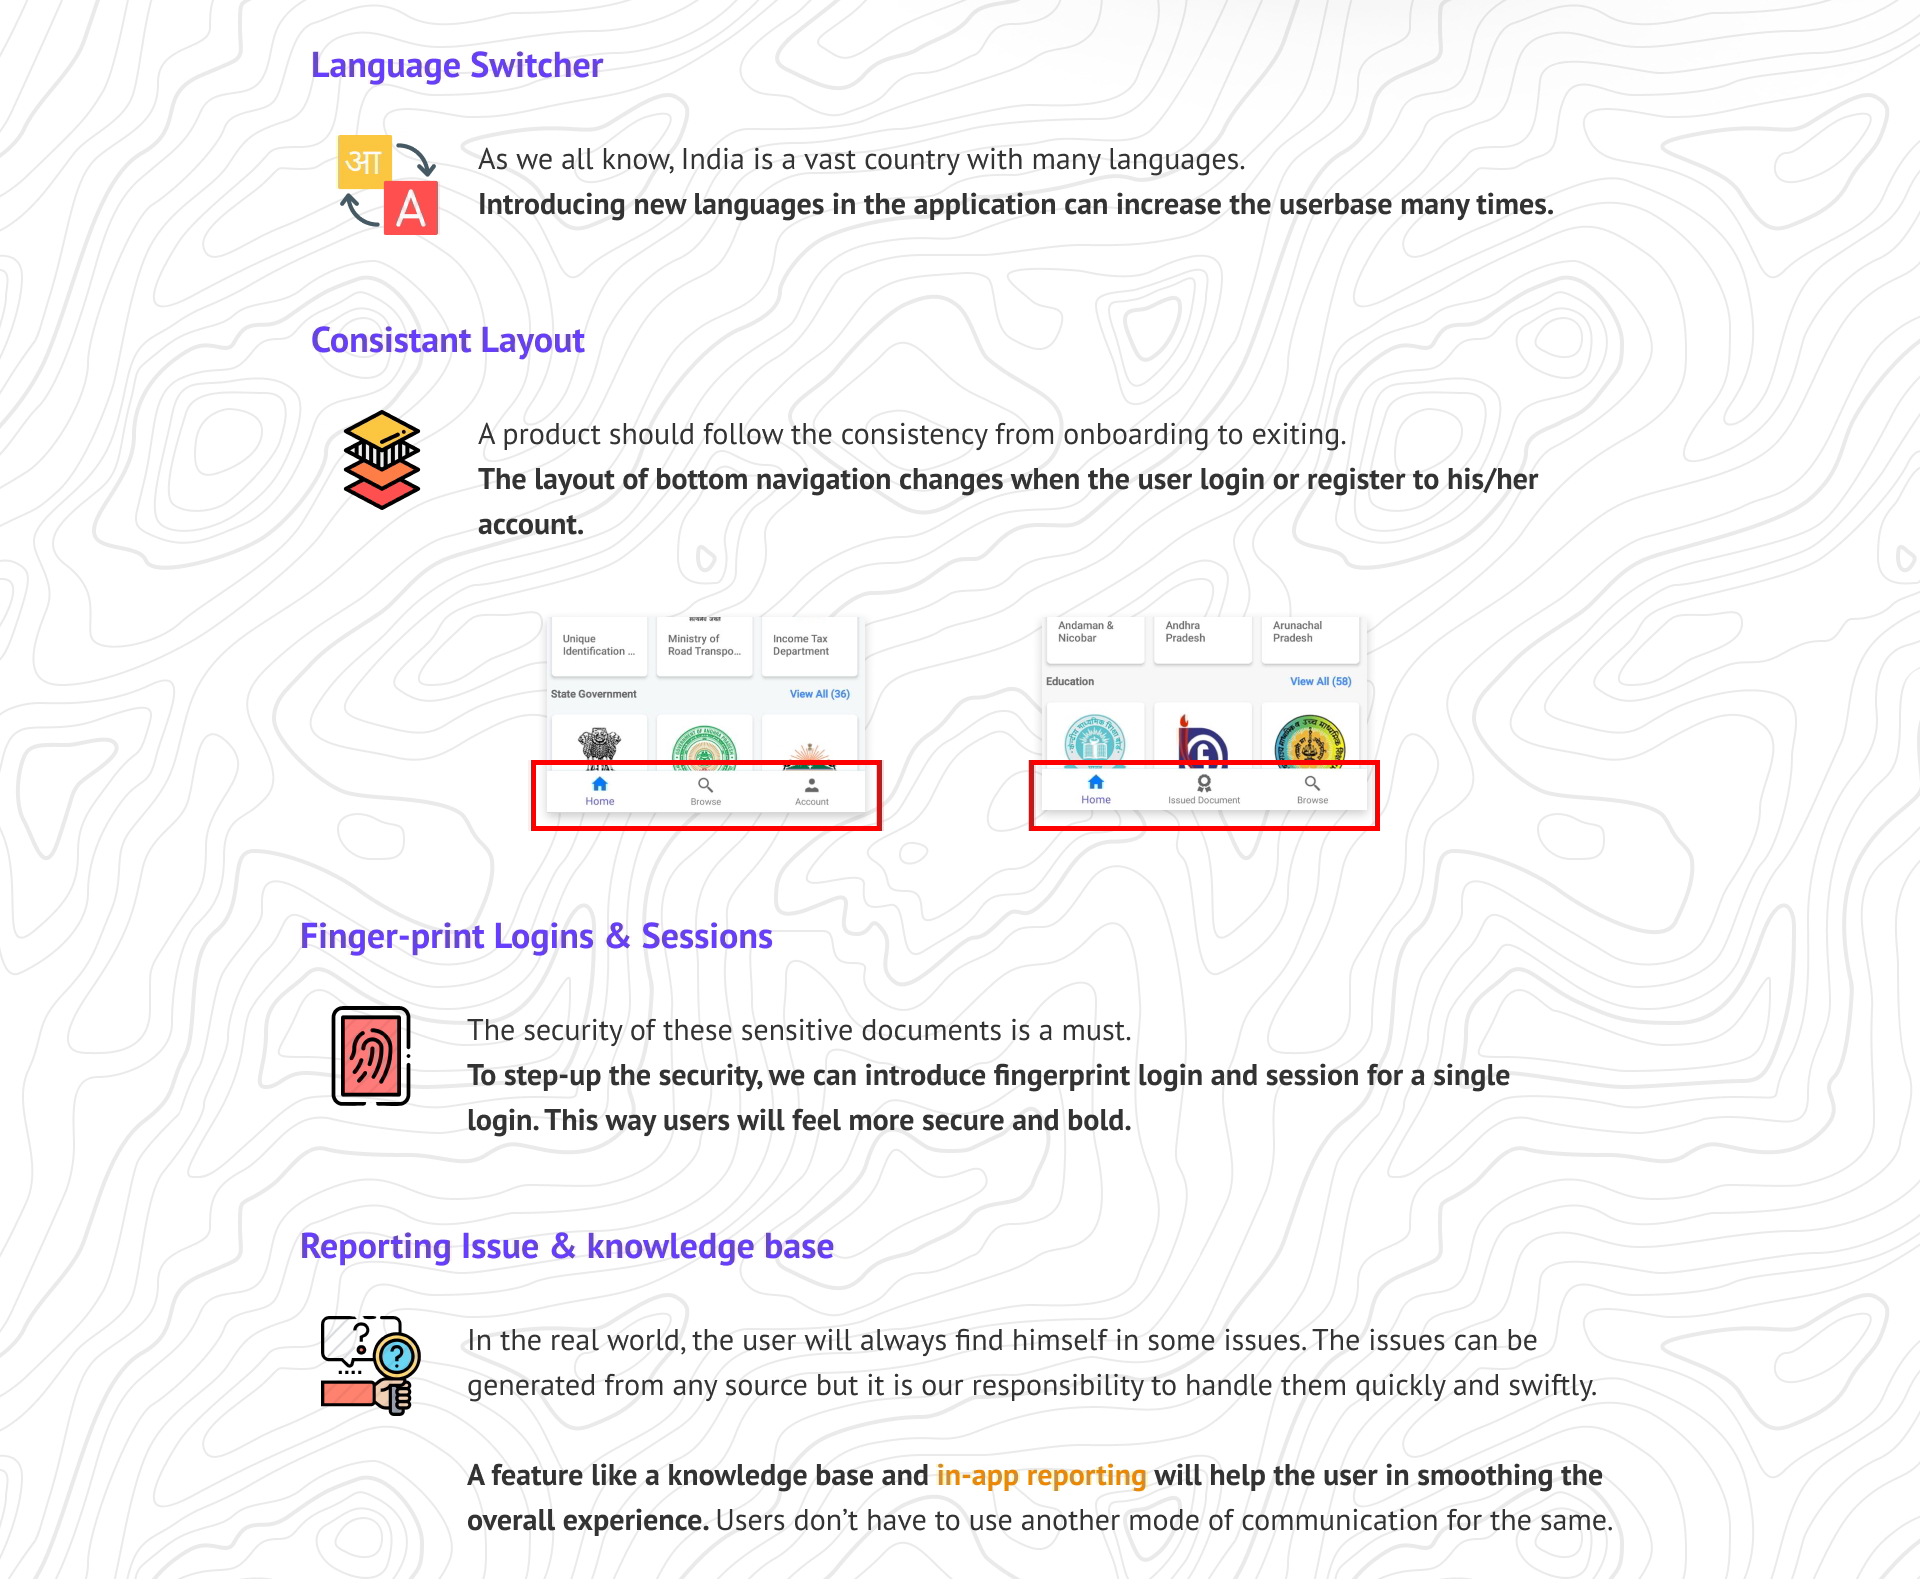 Language Switcher
आ
A
As we all know, India is a vast country with many languages.
Introducing new languages in the application can increase the userbase many times.
Consistant Layout
A product should follow the consistency from onboarding to exiting.
The layout of bottom navigation changes when the user login or register to his/her
account.
Unique
Identification ...
Ministry of
Road Transpo...
Income Tax
Department
State Government
View All (36)
Home
Browse
Account
Andaman &
Nicobar
Andhra
Pradesh
Arunachal
Pradesh
Education
View All (58)
Home
Issued Document
Browse
Finger-print Logins & Sessions
The security of these sensitive documents is a must.
To step-up the security, we can introduce fingerprint login and session for a single
login. This way users will feel more secure and bold.
Reporting Issue & knowledge base
?
?
In the real world, the user will always find himself in some issues. The issues can be
generated from any source but it is our responsibility to handle them quickly and swiftly.
A feature like a knowledge base and in-app reporting will help the user in smoothing the
overall experience. Users don’t have to use another mode of communication for the same.